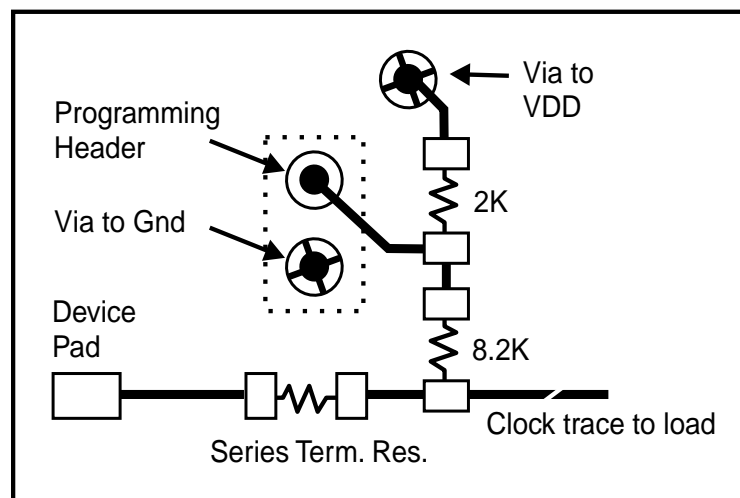 Via to
VDD
Programming
Header
2K
Via to Gnd
Device
Pad
8.2K
Clock trace to load
Series Term. Res.